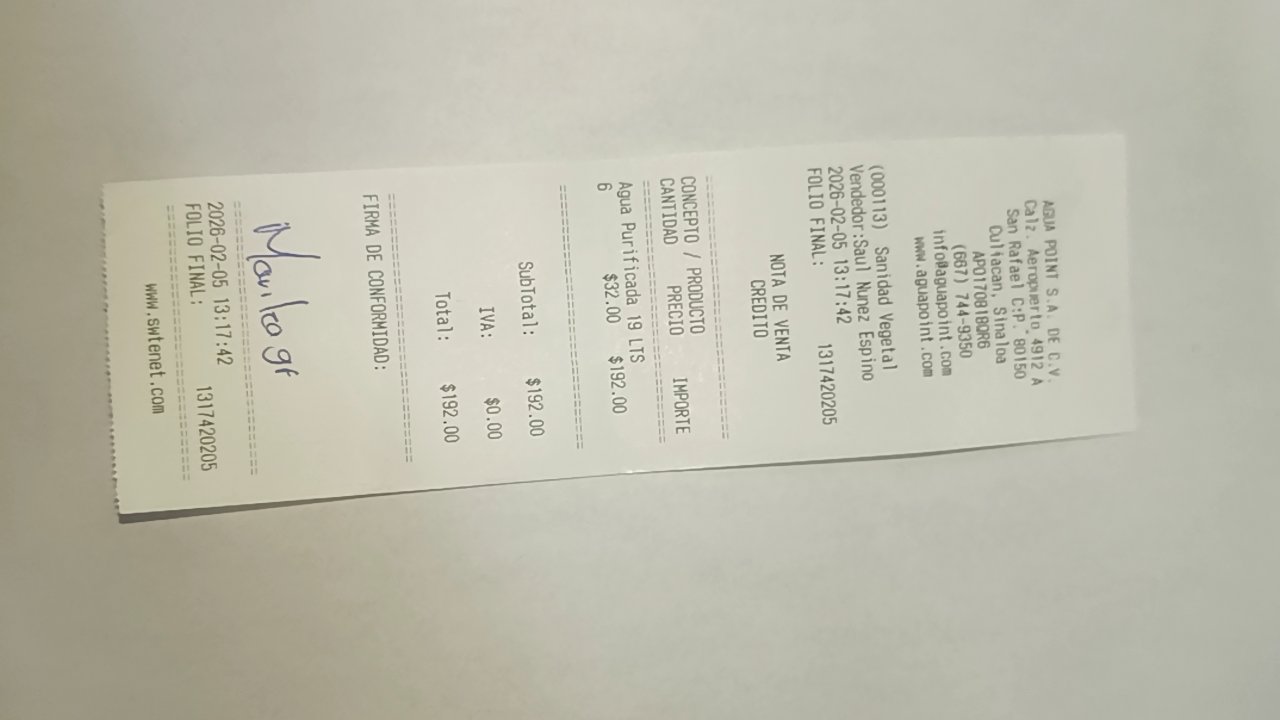 AGUA POINT S.A. DE C.V.
Calz. Aeropuerto 4912 A
San Rafael C.P. 80150
Culiacan, Sinaloa
APO170818QR6
(667) 744-9350
info@aguapoint.com
www.aguapoint.com
(000113) Sanidad Vegetal
Vendedor:Saul Nunez Espino
2026-02-05 13:17:42
FOLIO FINAL: 1317420205
NOTA DE VENTA
CREDITO
CONCEPTO / PRODUCTO
CANTIDAD PRECIO IMPORTE
Agua Purificada 19 LTS
6 $32.00 $192.00
SubTotal: $192.00
IVA: $0.00
Total: $192.00
FIRMA DE CONFORMIDAD:
2026-02-05 13:17:42
FOLIO FINAL: 1317420205
www.swtenet.com